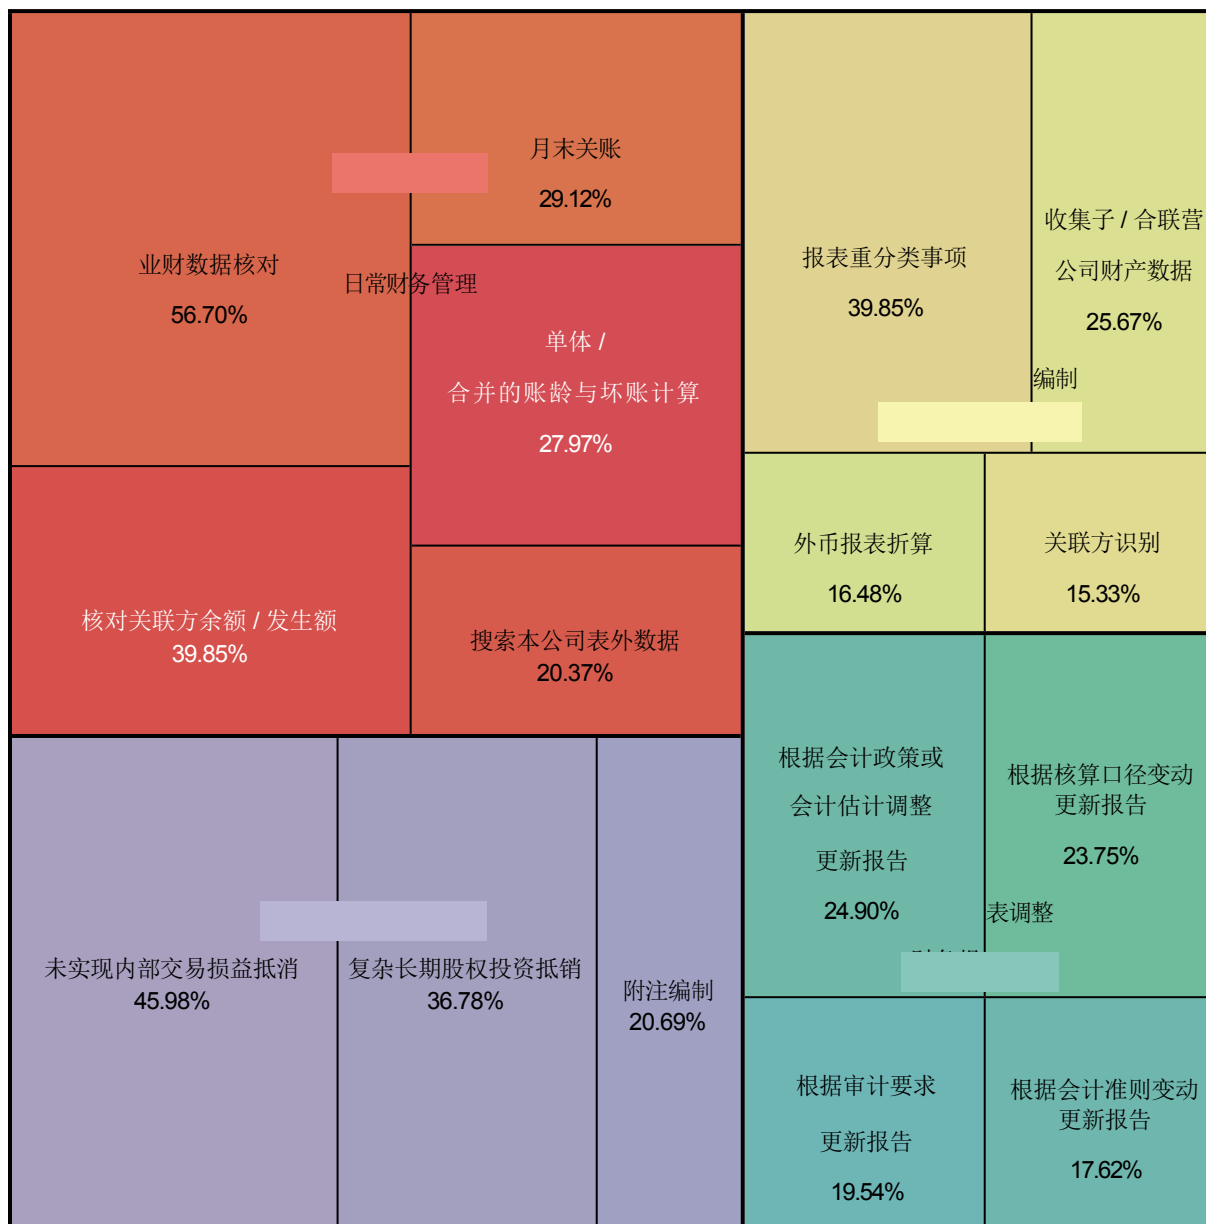 业财数据核对
56.70%
月末关账
29.12%
日常财务管理
单体 /
合并的账龄与坏账计算
27.97%
核对关联方余额 / 发生额
39.85%
搜索本公司表外数据
20.37%
报表重分类事项
39.85%
收集子 / 合联营
公司财产数据
25.67%
编制
外币报表折算
16.48%
关联方识别
15.33%
未实现内部交易损益抵消
45.98%
复杂长期股权投资抵销
36.78%
附注编制
20.69%
根据会计政策或
会计估计调整
更新报告
24.90%
根据核算口径变动
更新报告
23.75%
表调整
根据审计要求
更新报告
19.54%
根据会计准则变动
更新报告
17.62%